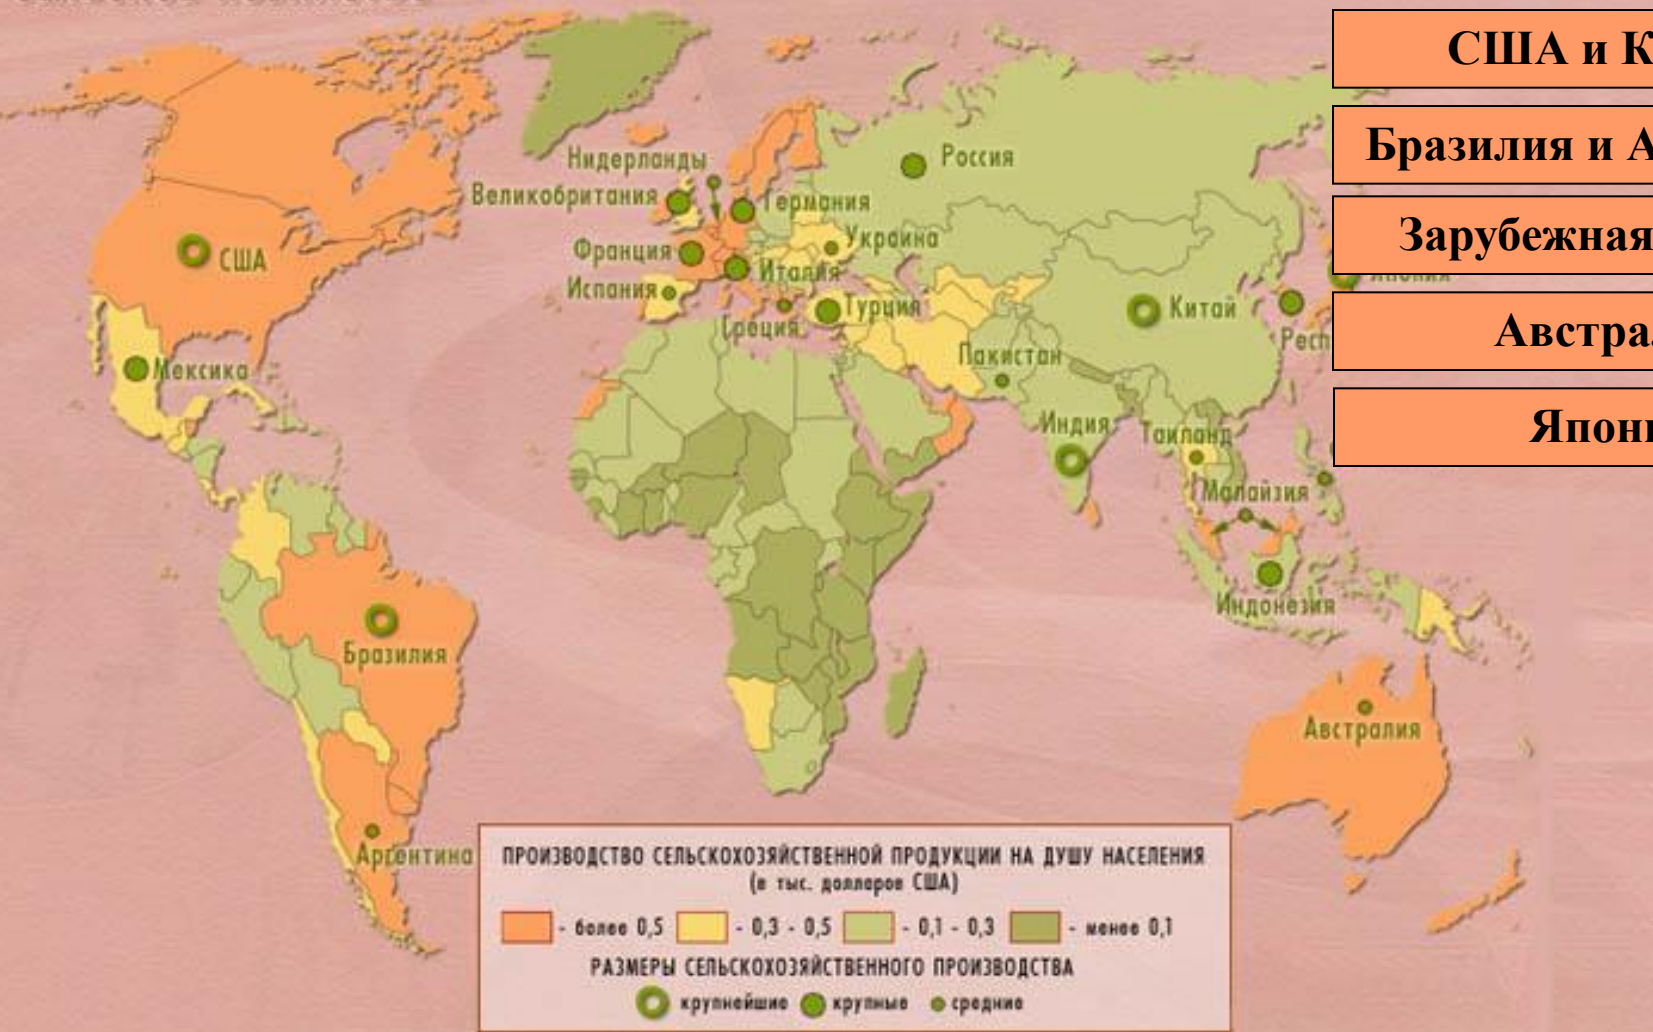 США и К
Бразилия и А
Зарубежная
Австра
Япон
Нидерланды
Россия
Великобритания
Германия
США
Франция
Украина
Италия
Япония
Испания
Турция
Китай
Греция
Респ
Мексика
Пакистан
Индия
Таиланд
Малайзия
Индонезия
Бразилия
Австралия
Аргентина
ПРОИЗВОДСТВО СЕЛЬСКОХОЗЯЙСТВЕННОЙ ПРОДУКЦИИ НА ДУШУ НАСЕЛЕНИЯ
(в тыс. долларов США)
- более 0,5 - 0,3 - 0,5 - 0,1 - 0,3 - менее 0,1
РАЗМЕРЫ СЕЛЬСКОХОЗЯЙСТВЕННОГО ПРОИЗВОДСТВА
крупнейшие крупные средние